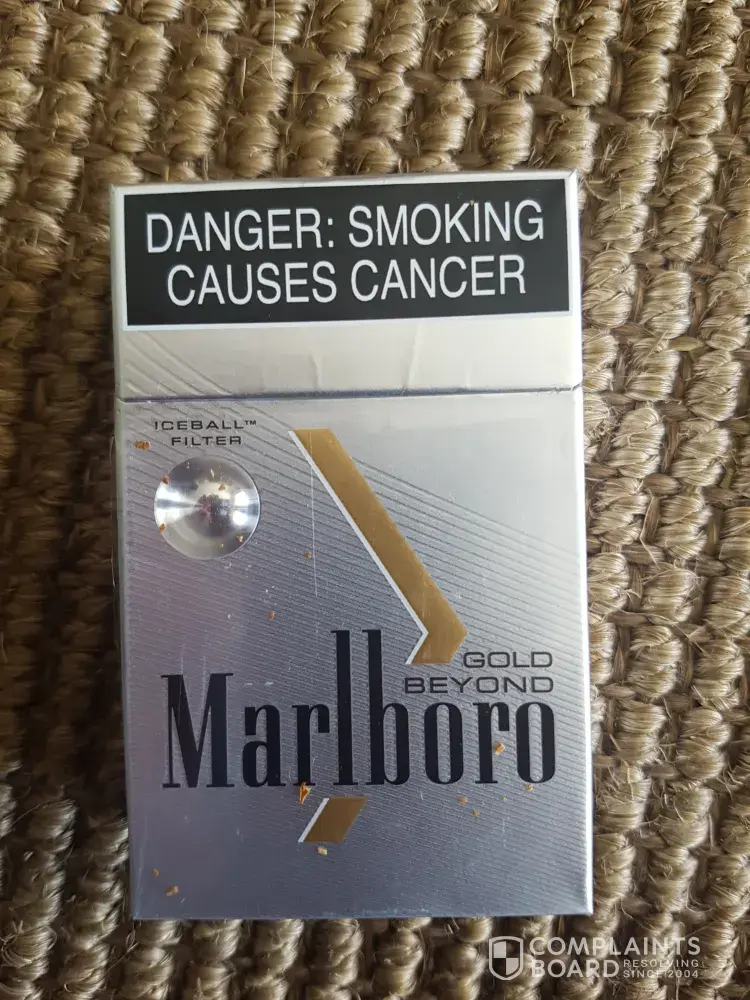 DANGER: SMOKING
CAUSES CANCER
ICEBALL™
FILTER
GOLD
BEYOND
Marlboro
COMPLAINTS
BOARD RESOLVING
SINCE 2004